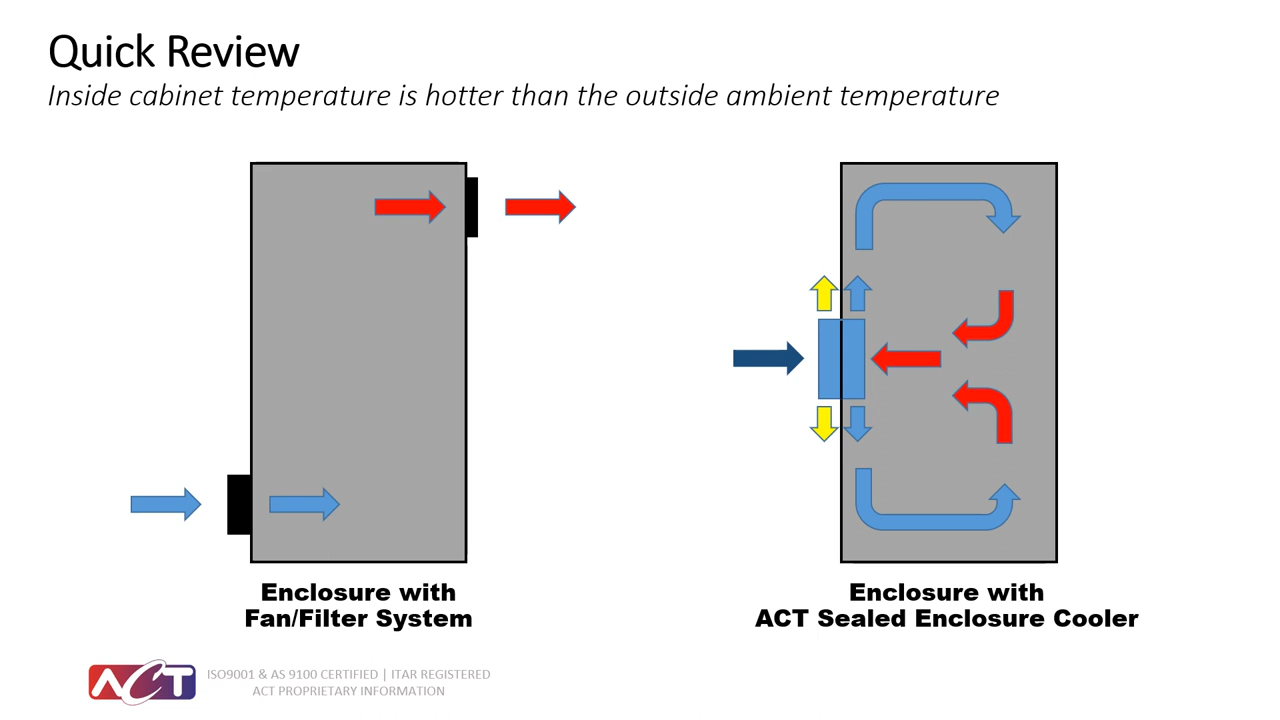 Quick Review
Inside cabinet temperature is hotter than the outside ambient temperature
Enclosure with
Fan/Filter System
Enclosure with
ACT Sealed Enclosure Cooler
ACT
ISO9001 & AS 9100 CERTIFIED | ITAR REGISTERED
ACT PROPRIETARY INFORMATION